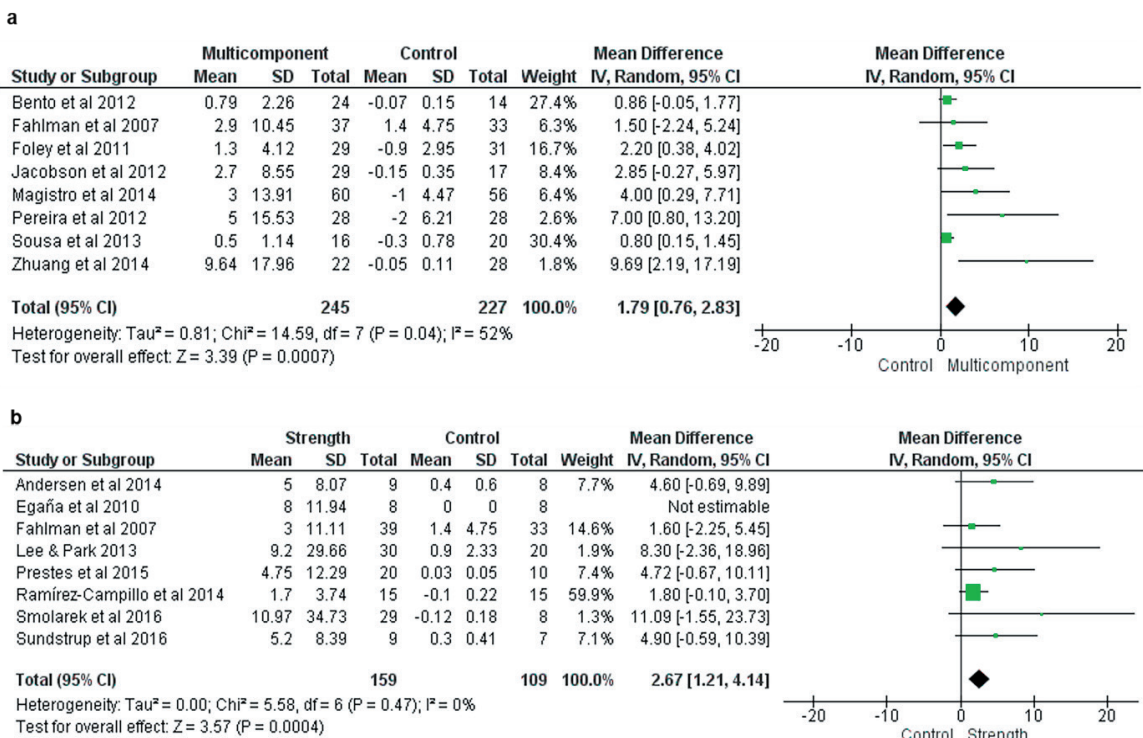 a
Multicomponent Control Mean Difference Mean Difference
Study or Subgroup Mean SD Total Mean SD Total Weight IV, Random, 95% CI IV, Random, 95% CI
Bento et al 2012 0.79 2.26 24 -0.07 0.15 14 27.4% 0.86 [-0.05, 1.77]
Fahlman et al 2007 2.9 10.45 37 1.4 4.75 33 6.3% 1.50 [-2.24, 5.24]
Foley et al 2011 1.3 4.12 29 -0.9 2.95 31 16.7% 2.20 [0.38, 4.02]
Jacobson et al 2012 2.7 8.55 29 -0.15 0.35 17 8.4% 2.85 [-0.27, 5.97]
Magistro et al 2014 3 13.91 60 -1 4.47 56 6.4% 4.00 [0.29, 7.71]
Pereira et al 2012 5 15.53 28 -2 6.21 28 2.6% 7.00 [0.80, 13.20]
Sousa et al 2013 0.5 1.14 16 -0.3 0.78 20 30.4% 0.80 [0.15, 1.45]
Zhuang et al 2014 9.64 17.96 22 -0.05 0.11 28 1.8% 9.69 [2.19, 17.19]
Total (95% CI) 245 227 100.0% 1.79 [0.76, 2.83]
Heterogeneity: Tau² = 0.81; Chi² = 14.59, df = 7 (P = 0.04); I² = 52%
Test for overall effect: Z = 3.39 (P = 0.0007)
-20 -10 0 10 20
Control Multicomponent
b
Strength Control Mean Difference Mean Difference
Study or Subgroup Mean SD Total Mean SD Total Weight IV, Random, 95% CI IV, Random, 95% CI
Andersen et al 2014 5 8.07 9 0.4 0.6 8 7.7% 4.60 [-0.69, 9.89]
Egaña et al 2010 8 11.94 8 0 0 8 Not estimable
Fahlman et al 2007 3 11.11 39 1.4 4.75 33 14.6% 1.60 [-2.25, 5.45]
Lee & Park 2013 9.2 29.66 30 0.9 2.33 20 1.9% 8.30 [-2.36, 18.96]
Prestes et al 2015 4.75 12.29 20 0.03 0.05 10 7.4% 4.72 [-0.67, 10.11]
Ramírez-Campillo et al 2014 1.7 3.74 15 -0.1 0.22 15 59.9% 1.80 [-0.10, 3.70]
Smolarek et al 2016 10.97 34.73 29 -0.12 0.18 8 1.3% 11.09 [-1.55, 23.73]
Sundstrup et al 2016 5.2 8.39 9 0.3 0.41 7 7.1% 4.90 [-0.59, 10.39]
Total (95% CI) 159 109 100.0% 2.67 [1.21, 4.14]
Heterogeneity: Tau² = 0.00; Chi² = 5.58, df = 6 (P = 0.47); I² = 0%
Test for overall effect: Z = 3.57 (P = 0.0004)
-20 -10 0 10 20
Control Strength